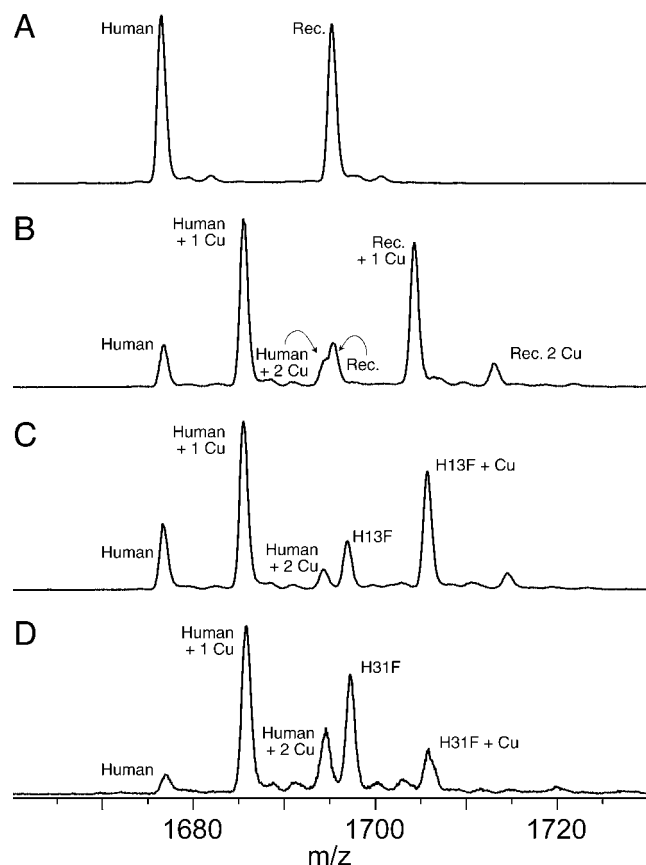 A
Human
Rec.
B
Human
+ 1 Cu
Rec.
+ 1 Cu
Human
Human
+ 2 Cu
Rec.
Rec. 2 Cu
C
Human
+ 1 Cu
H13F + Cu
Human
Human
+ 2 Cu
H13F
D
Human
+ 1 Cu
H31F
Human
+ 2 Cu
H31F + Cu
Human
1680
1700
1720
m/z